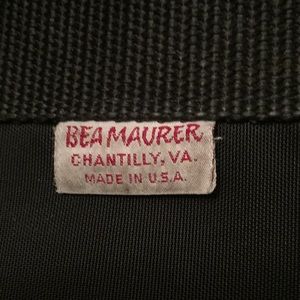 BEA MAURER
CHANTILLY, VA.
MADE IN U.S.A.